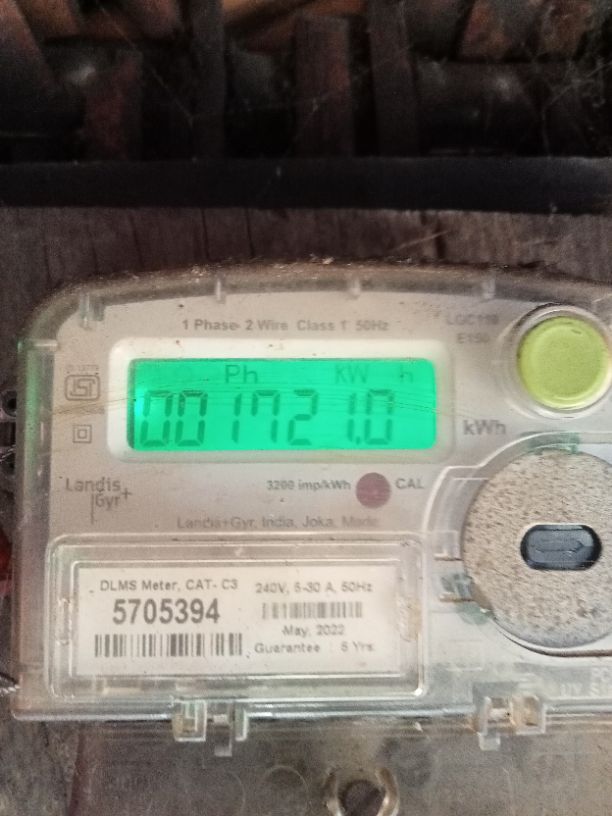 1 Phase 2 Wire Class 1 50Hz
Ph kW h
001721.0
kWh
ISI
3200 imp/kWh CAL
Landis
Gyr+
Landis+Gyr, India, Joka, Made
DLMS Meter, CAT- C3 240V, 5-30 A, 50Hz
5705394
May, 2022
Guarantee : 5 Yrs.